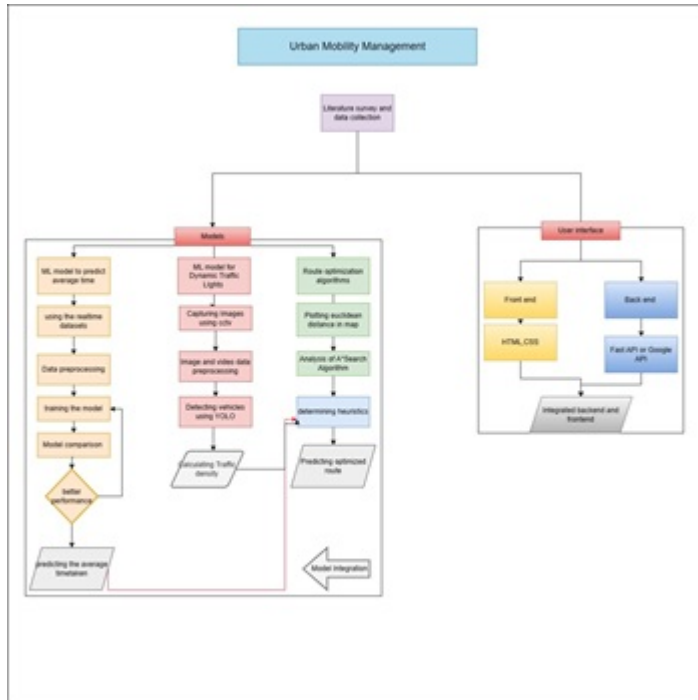 Urban Mobility Management
Literature survey and
data collection
Models
User interface
ML model to predict
average time
using the realtime
datasets
Data preprocessing
training the model
Model comparison
better
performance
predicting the average
timetaken
ML model for
Dynamic Traffic
Lights
Capturing Images
using cctv
Image and video data
preprocessing
Detecting vehicles
using YOLO
Calculating Traffic
density
Route optimization
algorithms
Plotting euclidean
distance in map
Analysis of A*Search
Algorithm
determining heuristics
Predicting optimized
route
Model Integration
Front end
HTML,CSS
Back end
Fast API or Google
API
Integrated backend and
frontend